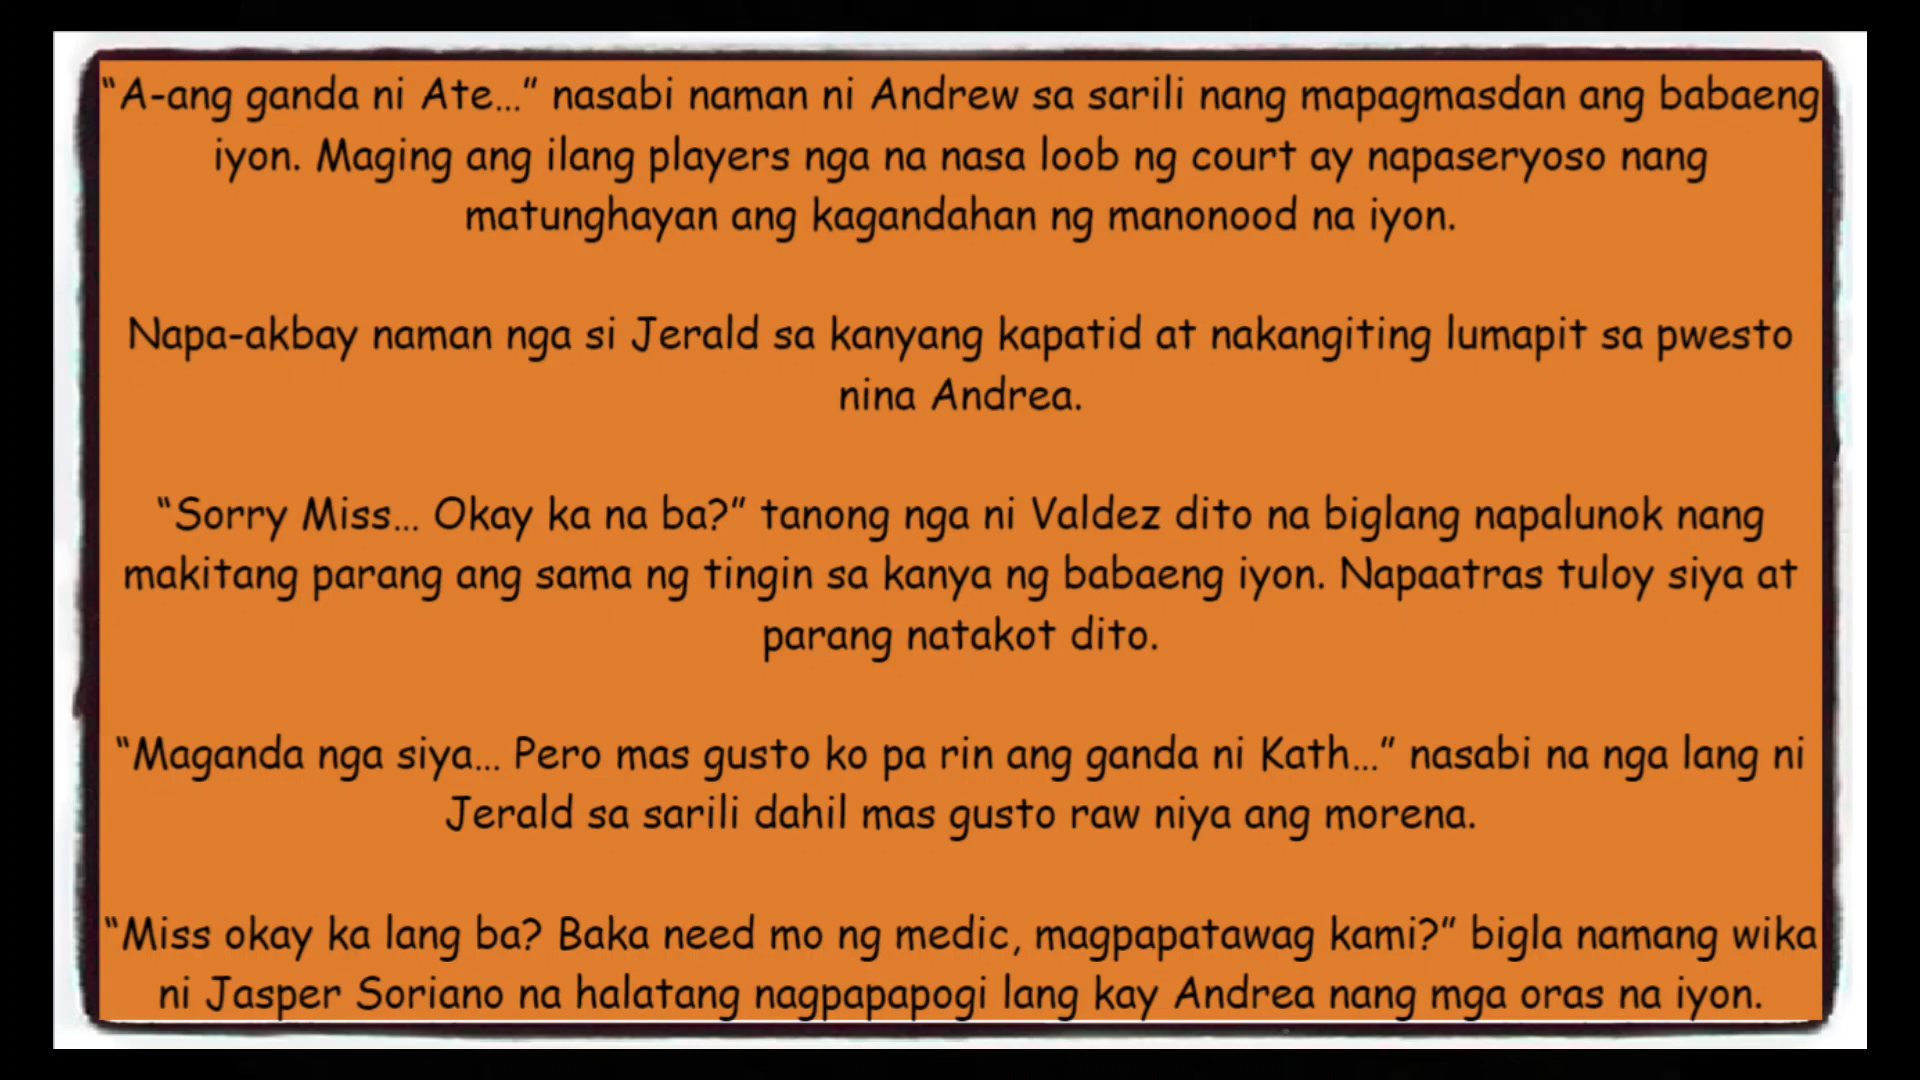 “A-ang ganda ni Ate...” nasabi naman ni Andrew sa sarili nang mapagmasdan ang babaeng
iyon. Maging ang ilang players nga na nasa loob ng court ay napaseryoso nang
matunghayan ang kagandahan ng manonood na iyon.
Napa-akbay naman nga si Jerald sa kanyang kapatid at nakangiting lumapit sa pwesto
nina Andrea.
“Sorry Miss... Okay ka na ba?” tanong nga ni Valdez dito na biglang napalunok nang
makitang parang ang sama ng tingin sa kanya ng babaeng iyon. Napaatras tuloy siya at
parang natakot dito.
“Maganda nga siya... Pero mas gusto ko pa rin ang ganda ni Kath...” nasabi na nga lang ni
Jerald sa sarili dahil mas gusto raw niya ang morena.
“Miss okay ka lang ba? Baka need mo ng medic, magpapatawag kami?” bigla namang wika
ni Jasper Soriano na halatang nagpapapogi lang kay Andrea nang mga oras na iyon.